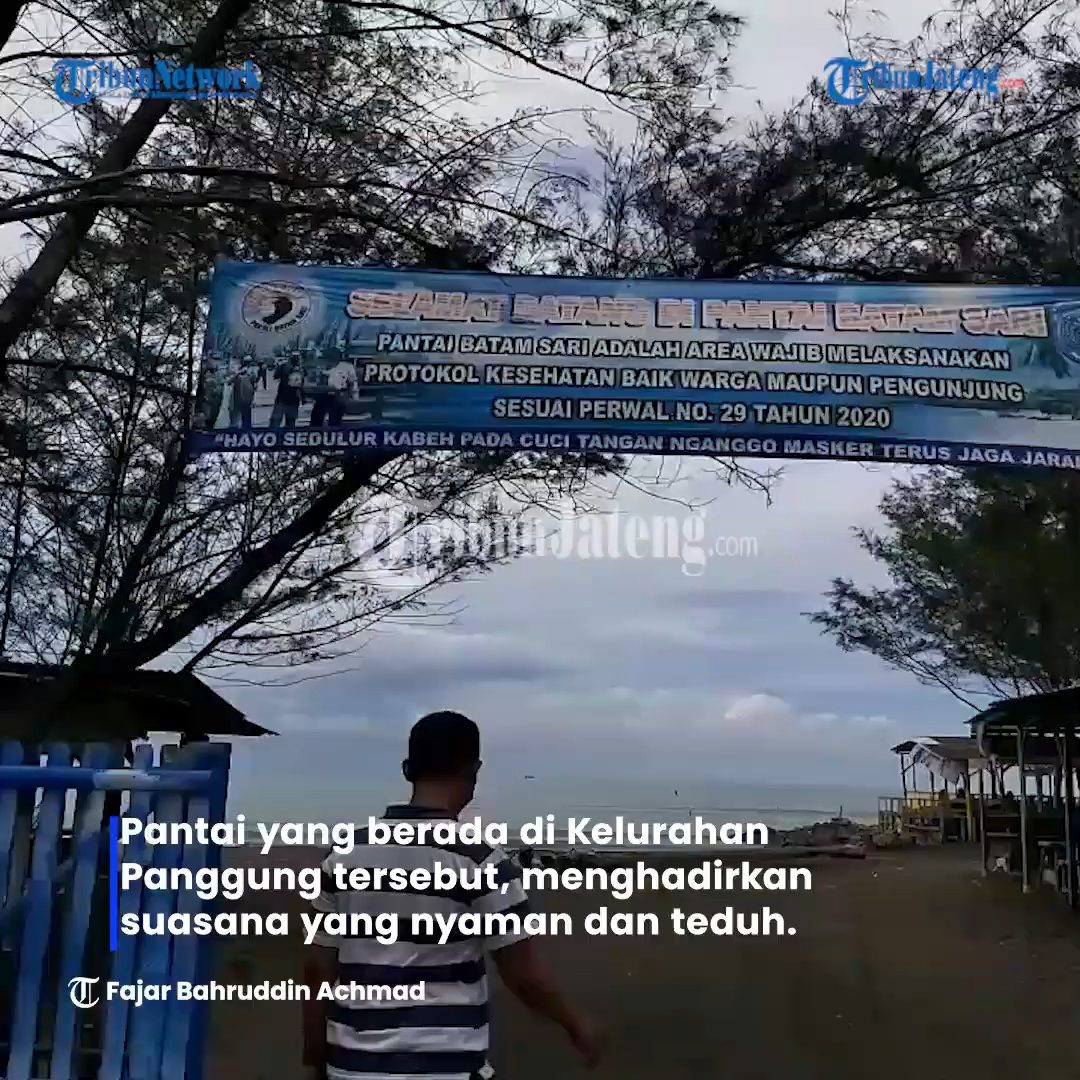 TribunNetwork
TribunJateng.com
SELAMAT DATANG DI PANTAI BATAM SARI
PANTAI BATAM SARI ADALAH AREA WAJIB MELAKSANAKAN
PROTOKOL KESEHATAN BAIK WARGA MAUPUN PENGUNJUNG
SESUAI PERWAL NO. 29 TAHUN 2020
"HAYO SEDULUR KABEH PADA CUCI TANGAN NGANGGO MASKER TERUS JAGA JARAK
TribunJateng.com
Pantai yang berada di Kelurahan
Panggung tersebut, menghadirkan
suasana yang nyaman dan teduh.
Fajar Bahruddin Achmad